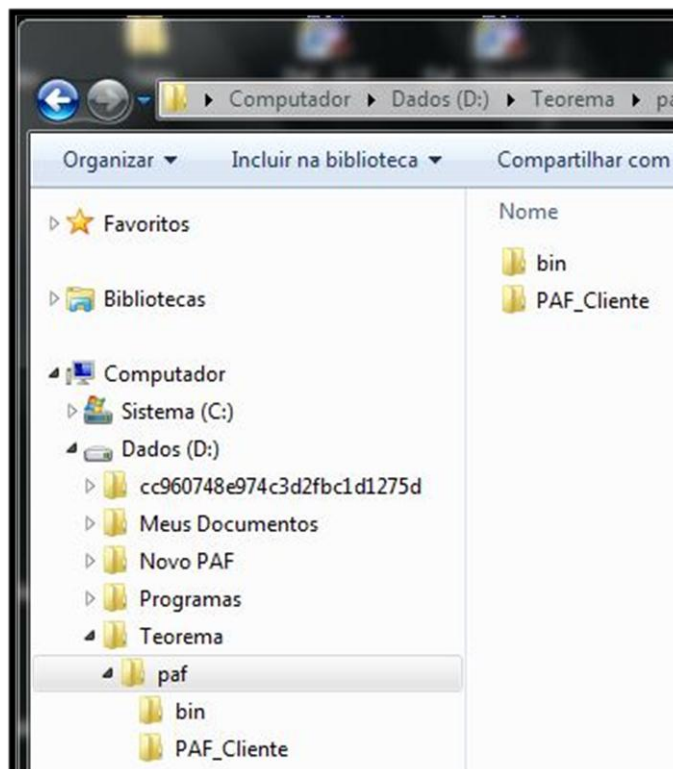 Computador Dados (D:) Teorema pa
Organizar Incluir na biblioteca Compartilhar com
Favoritos
Bibliotecas
Computador
Sistema (C:)
Dados (D:)
cc960748e974c3d2fbc1d1275d
Meus Documentos
Novo PAF
Programas
Teorema
paf
bin
PAF_Cliente
Nome
bin
PAF_Cliente